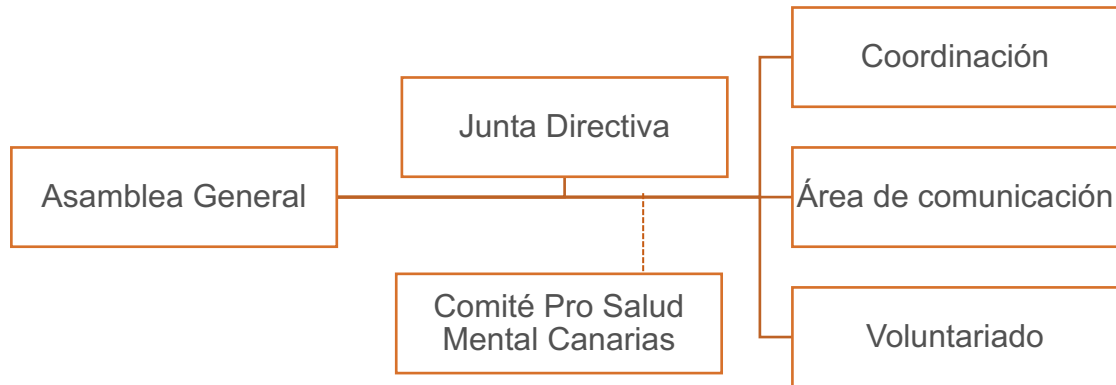 Asamblea General
Junta Directiva
Comité Pro Salud
Mental Canarias
Coordinación
Área de comunicación
Voluntariado